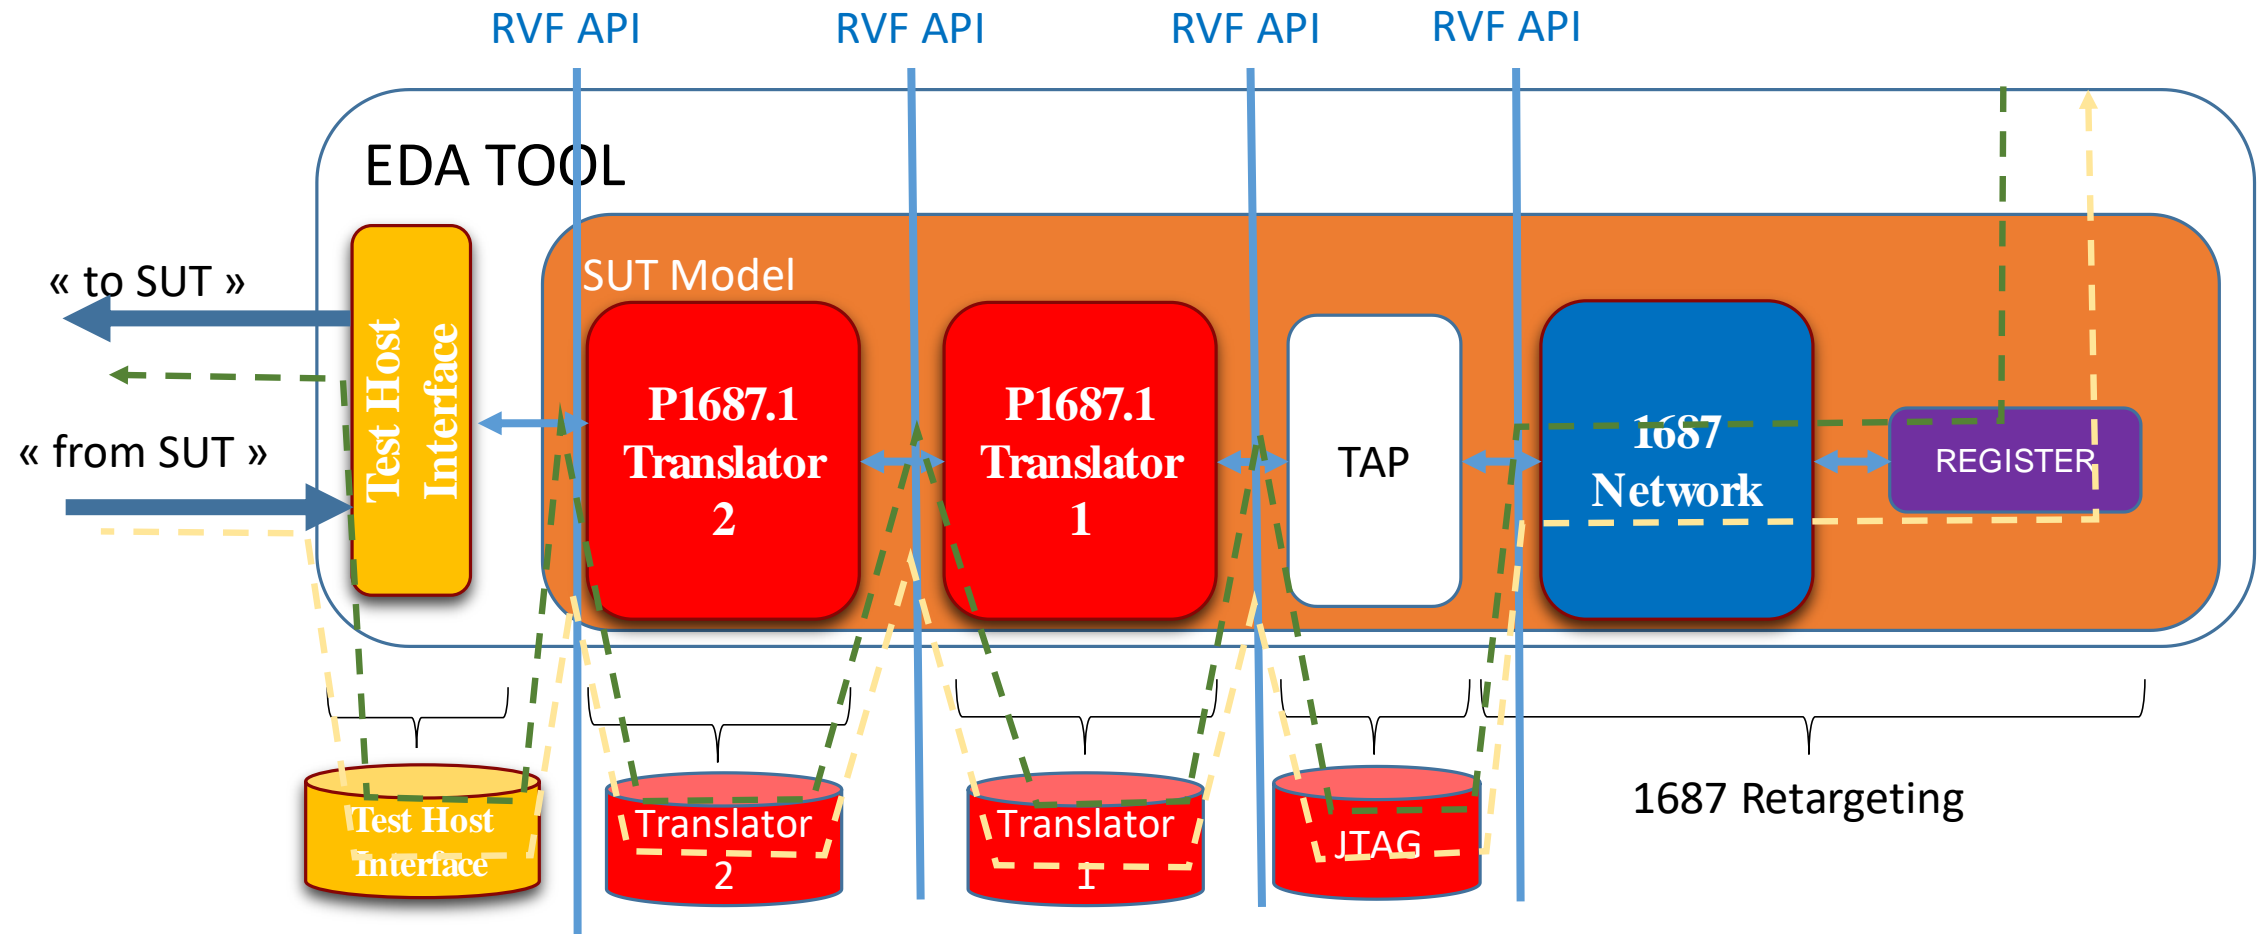 RVF API
RVF API
RVF API
RVF API
EDA TOOL
SUT Model
« to SUT »
« from SUT »
Test Host
Interface
P1687.1
Translator
2
P1687.1
Translator
1
TAP
1687
Network
REGISTER
Test Host
Interface
Translator
2
Translator
1
JTAG
1687 Retargeting